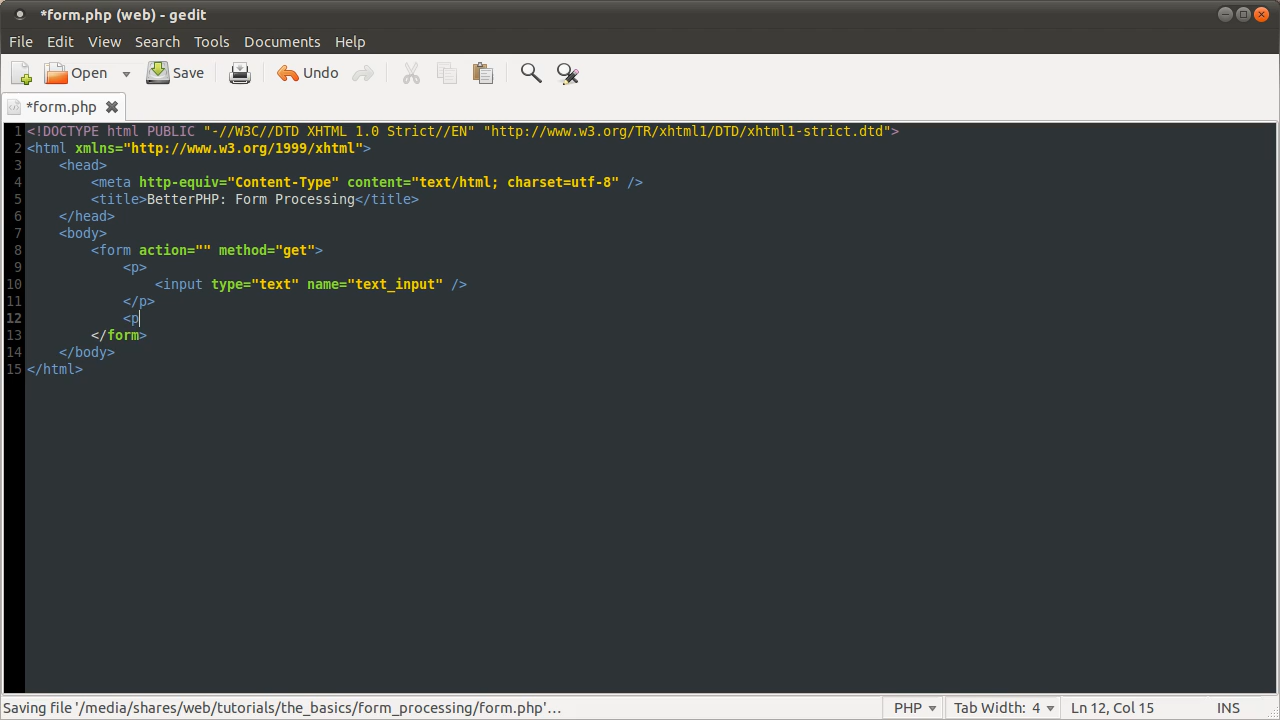 *form.php (web) - gedit
File Edit View Search Tools Documents Help
Open Save Undo
*form.php
1 <!DOCTYPE html PUBLIC "-//W3C//DTD XHTML 1.0 Strict//EN" "http://www.w3.org/TR/xhtml1/DTD/xhtml1-strict.dtd">
2 <html xmlns="http://www.w3.org/1999/xhtml">
3     <head>
4         <meta http-equiv="Content-Type" content="text/html; charset=utf-8" />
5         <title>BetterPHP: Form Processing</title>
6     </head>
7     <body>
8         <form action="" method="get">
9             <p>
10                 <input type="text" name="text_input" />
11             </p>
12             <p
13         </form>
14     </body>
15 </html>
Saving file '/media/shares/web/tutorials/the_basics/form_processing/form.php'… PHP Tab Width: 4 Ln 12, Col 15 INS